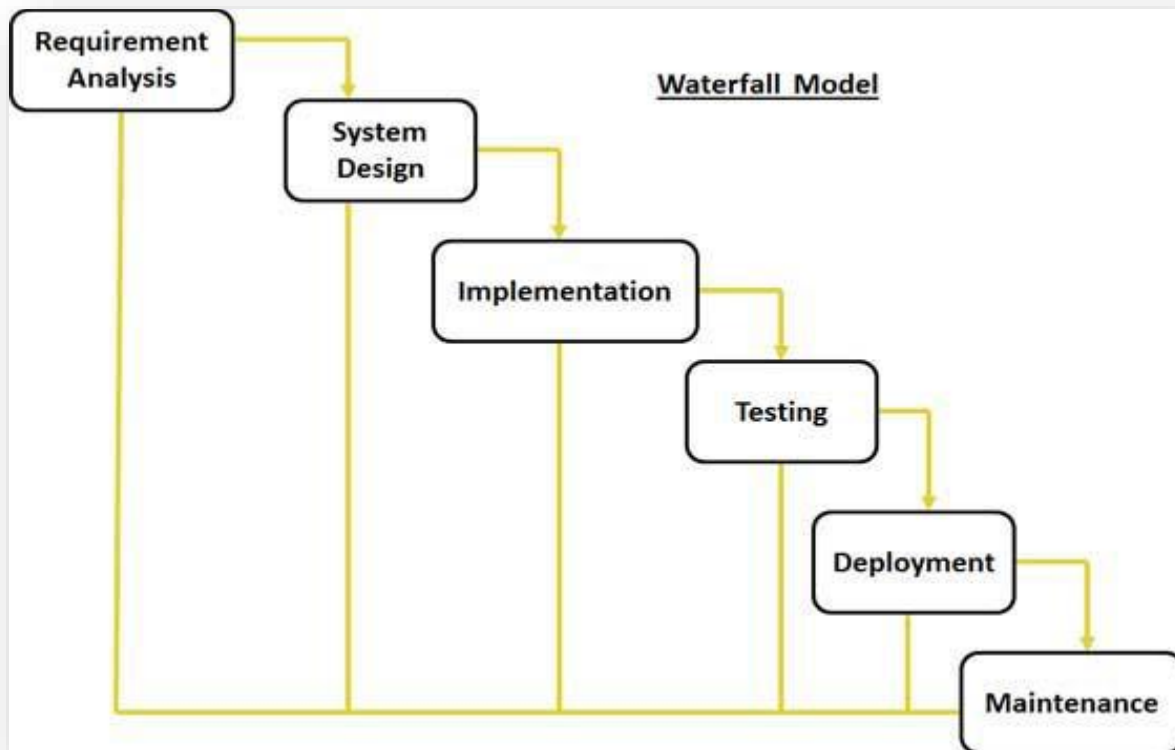 Requirement
Analysis
Waterfall Model
System
Design
Implementation
Testing
Deployment
Maintenance